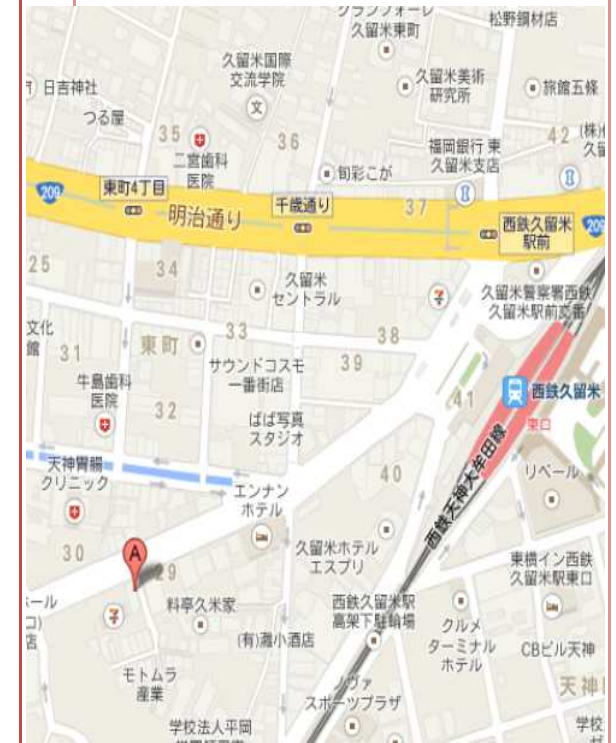 グランフォーレ
久留米東町
松野鋼材店
久留米国際
交流学院
文
日吉神社
久留米美術
研究所
旅館五條
つる屋
35
36
42
二宮歯科
医院
旬彩こが
福岡銀行 東
久留米支店
209
東町4丁目
千歳通り
明治通り
37
西鉄久留米
駅前
209
25
34
久留米
セントラル
久留米警察署西鉄
久留米駅前交番
文化
館
31
東町
33
38
サウンドコスモ
一番街店
39
牛島歯科
医院
32
41
西鉄久留米
東口
ぱぱ写真
スタジオ
西鉄天神大牟田線
天神胃腸
クリニック
エンナン
ホテル
40
リベール
30
A
29
久留米ホテル
エスプリ
東横イン西鉄
久留米駅東口
料亭久米家
西鉄久留米駅
高架下駐輪場
クルメ
ターミナル
ホテル
(有)瀧小酒店
CBビル天神
モトムラ
産業
ノヴァ
スポーツプラザ
天神
学校法人平岡
学校